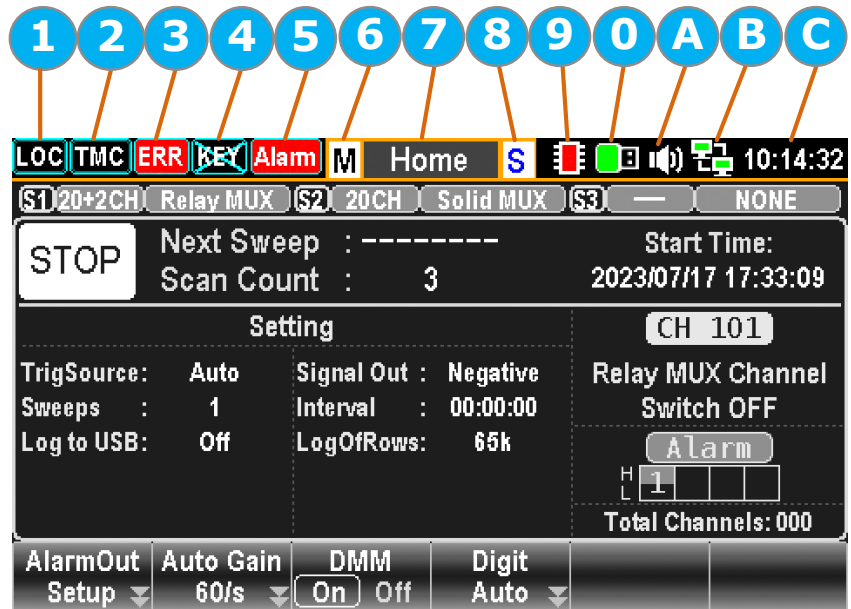 1 2 3 4 5 6 7 8 9 0 A B C
LOC TMC ERR KEY Alarm M Home S 10:14:32
S1 20+2CH Relay MUX S2 20CH Solid MUX S3 — NONE
STOP Next Sweep : -------- Start Time:
Scan Count : 3 2023/07/17 17:33:09
Setting CH 101
TrigSource: Auto Signal Out : Negative Relay MUX Channel
Sweeps : 1 Interval : 00:00:00 Switch OFF
Log to USB: Off LogOfRows: 65k Alarm
H 1
L
Total Channels: 000
AlarmOut Auto Gain DMM Digit
Setup 60/s On Off Auto